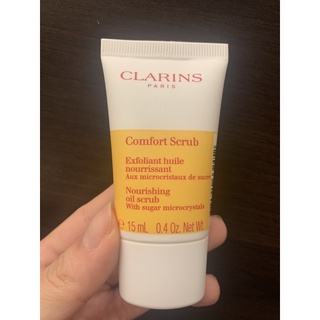 CLARINS
PARIS
Comfort Scrub
Exfoliant huile
nourrissant
Aux microcristaux de sucre
Nourishing
oil scrub
With sugar microcrystals
15 mL 0.4 Oz. Net Wt.